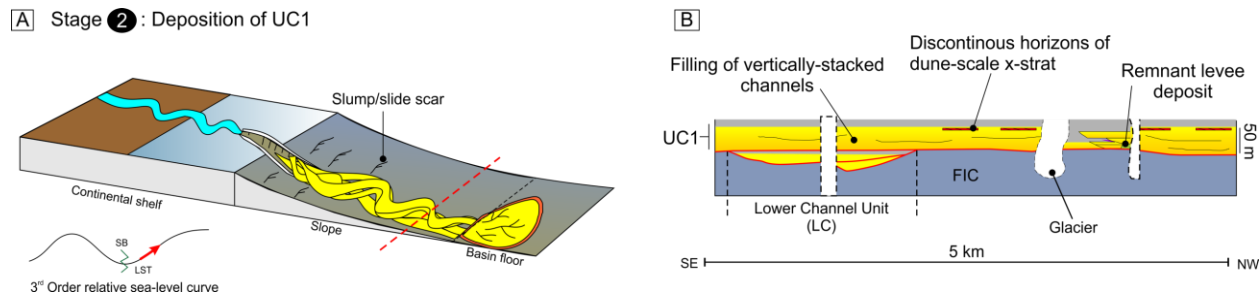 A Stage 2 : Deposition of UC1
Slump/slide scar
Continental shelf
Slope
Basin floor
SB
LST
3rd Order relative sea-level curve
B
Filling of vertically-stacked
channels
Discontinous horizons of
dune-scale x-strat
Remnant levee
deposit
UC1
50 m
FIC
Lower Channel Unit
(LC)
Glacier
SE
5 km
NW